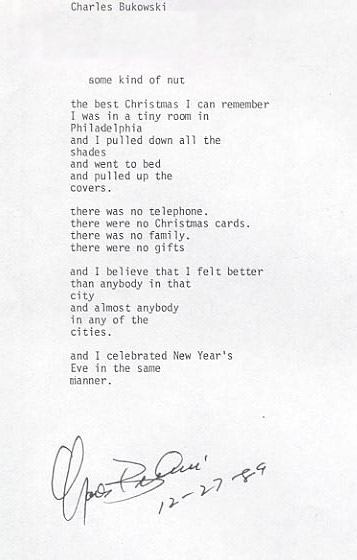 Charles Bukowski
some kind of nut
the best Christmas I can remember
I was in a tiny room in
Philadelphia
and I pulled down all the
shades
and went to bed
and pulled up the
covers.
there was no telephone.
there were no Christmas cards.
there was no family.
there were no gifts
and I believe that I felt better
than anybody in that
city
and almost anybody
in any of the
cities.
and I celebrated New Year's
Eve in the same
manner.
12-27-89